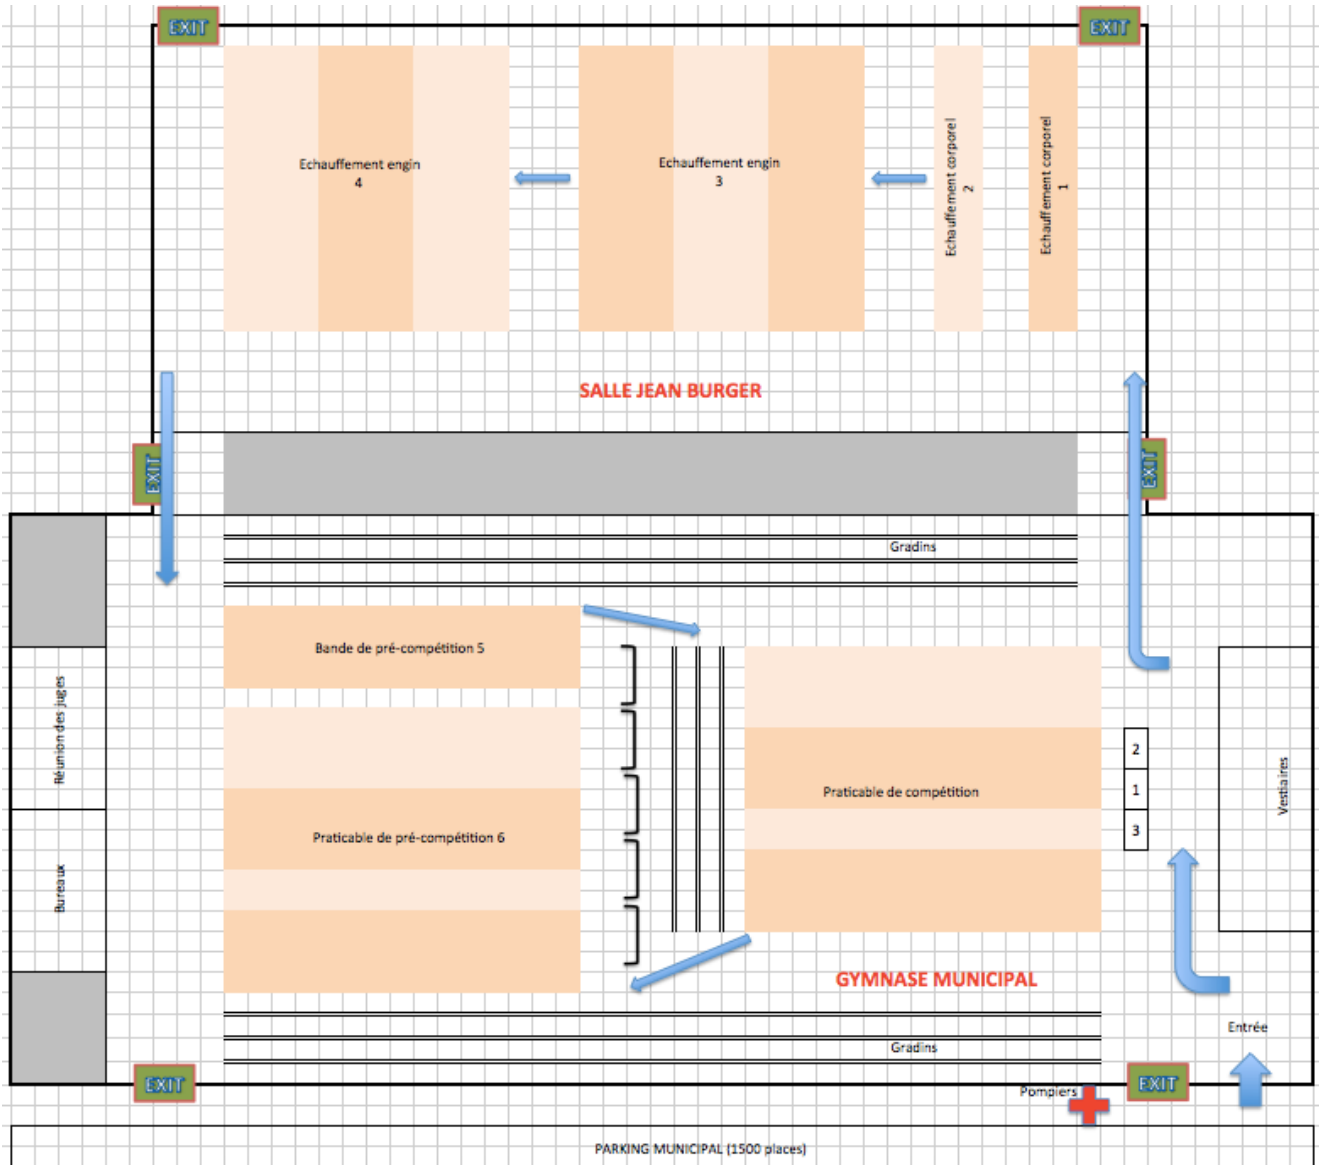 EXIT
EXIT
Echauffement engin
4
Echauffement engin
3
Echauffement corporel
2
Echauffement corporel
1
SALLE JEAN BURGER
EXIT
EXIT
Gradins
Bande de pré-compétition 5
Réunion des juges
2
1
3
Praticable de compétition
Vestiaires
Praticable de pré-compétition 6
Bureaux
GYMNASE MUNICIPAL
Entrée
Gradins
EXIT
EXIT
Pompiers
PARKING MUNICIPAL (1500 places)